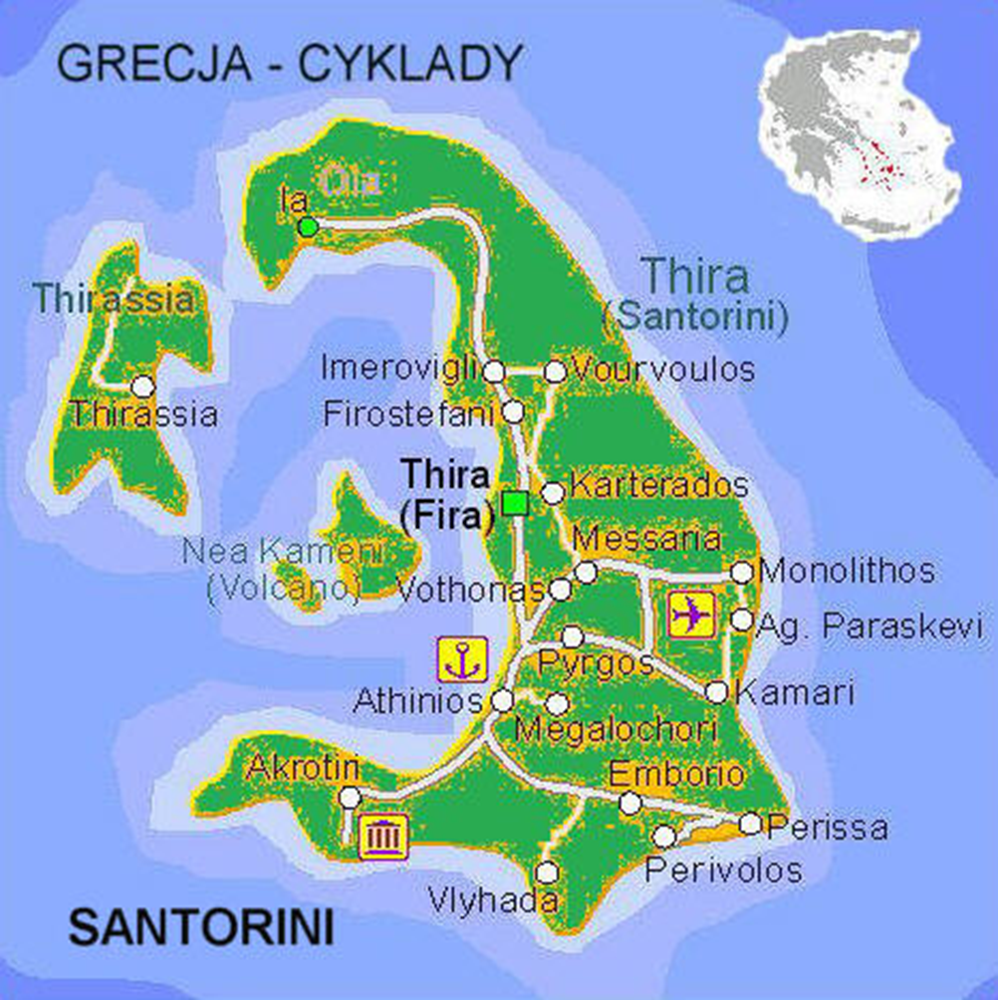 GRECJA - CYKLADY
Oia
Ia
Thira
(Santorini)
Thirassia
Imerovigli
Vourvoulos
Thirassia
Firostefani
Thira
(Fira)
Karterados
Messaria
Nea Kameni
(Volcano)
Vothonas
Monolithos
Ag. Paraskevi
Pyrgos
Athinios
Kamari
Megalochori
Akrotiri
Emborio
Perissa
Perivolos
Vlyhada
SANTORINI